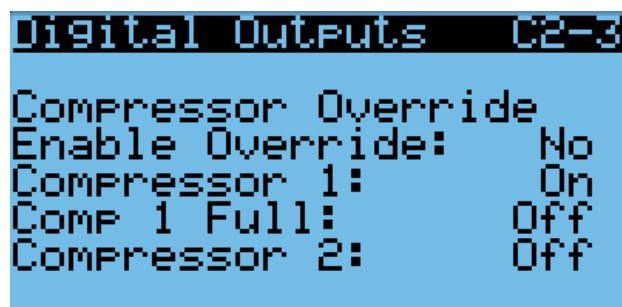 Digital Outputs C2-3
Compressor Override
Enable Override: No
Compressor 1: On
Comp 1 Full: Off
Compressor 2: Off